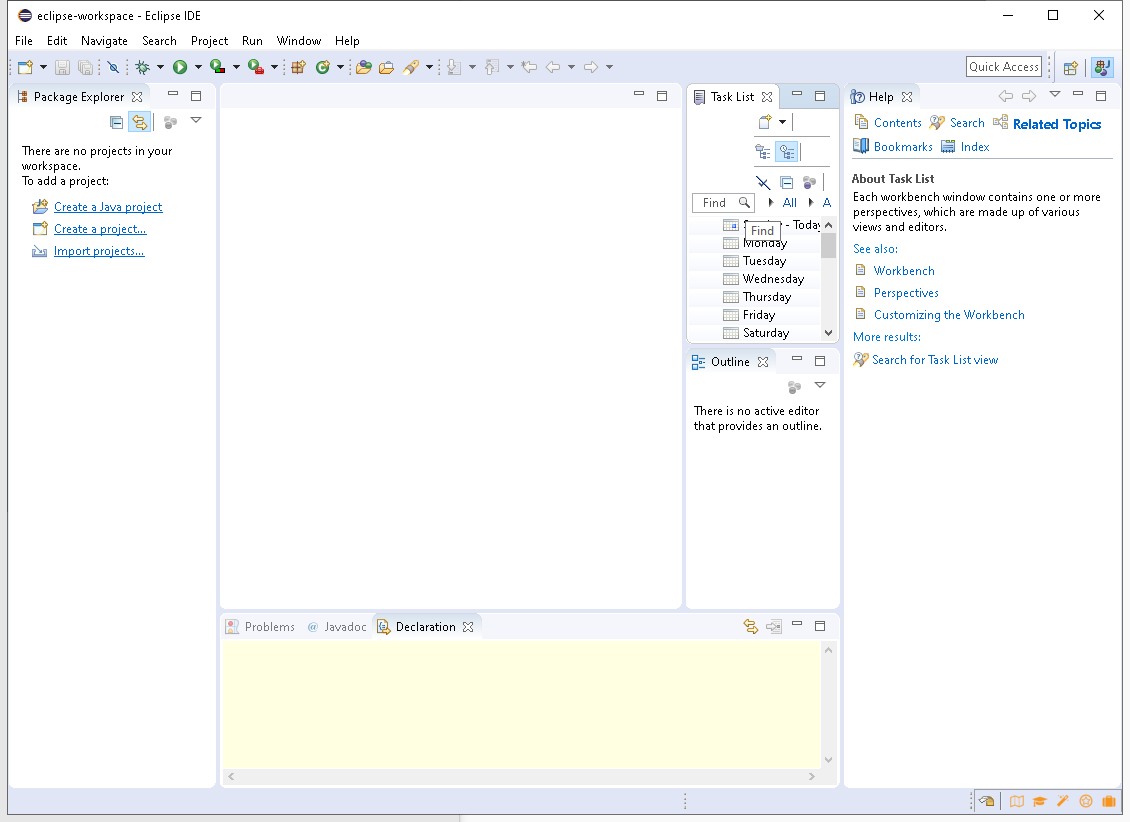 eclipse-workspace - Eclipse IDE
File Edit Navigate Search Project Run Window Help
Quick Access
Package Explorer
There are no projects in your
workspace.
To add a project:
Create a Java project
Create a project...
Import projects...
Task List
Find All A
- Today
Find
Monday
Tuesday
Wednesday
Thursday
Friday
Saturday
Outline
There is no active editor
that provides an outline.
Help
Contents Search Related Topics
Bookmarks Index
About Task List
Each workbench window contains one or more
perspectives, which are made up of various
views and editors.
See also:
Workbench
Perspectives
Customizing the Workbench
More results:
Search for Task List view
Problems @ Javadoc Declaration